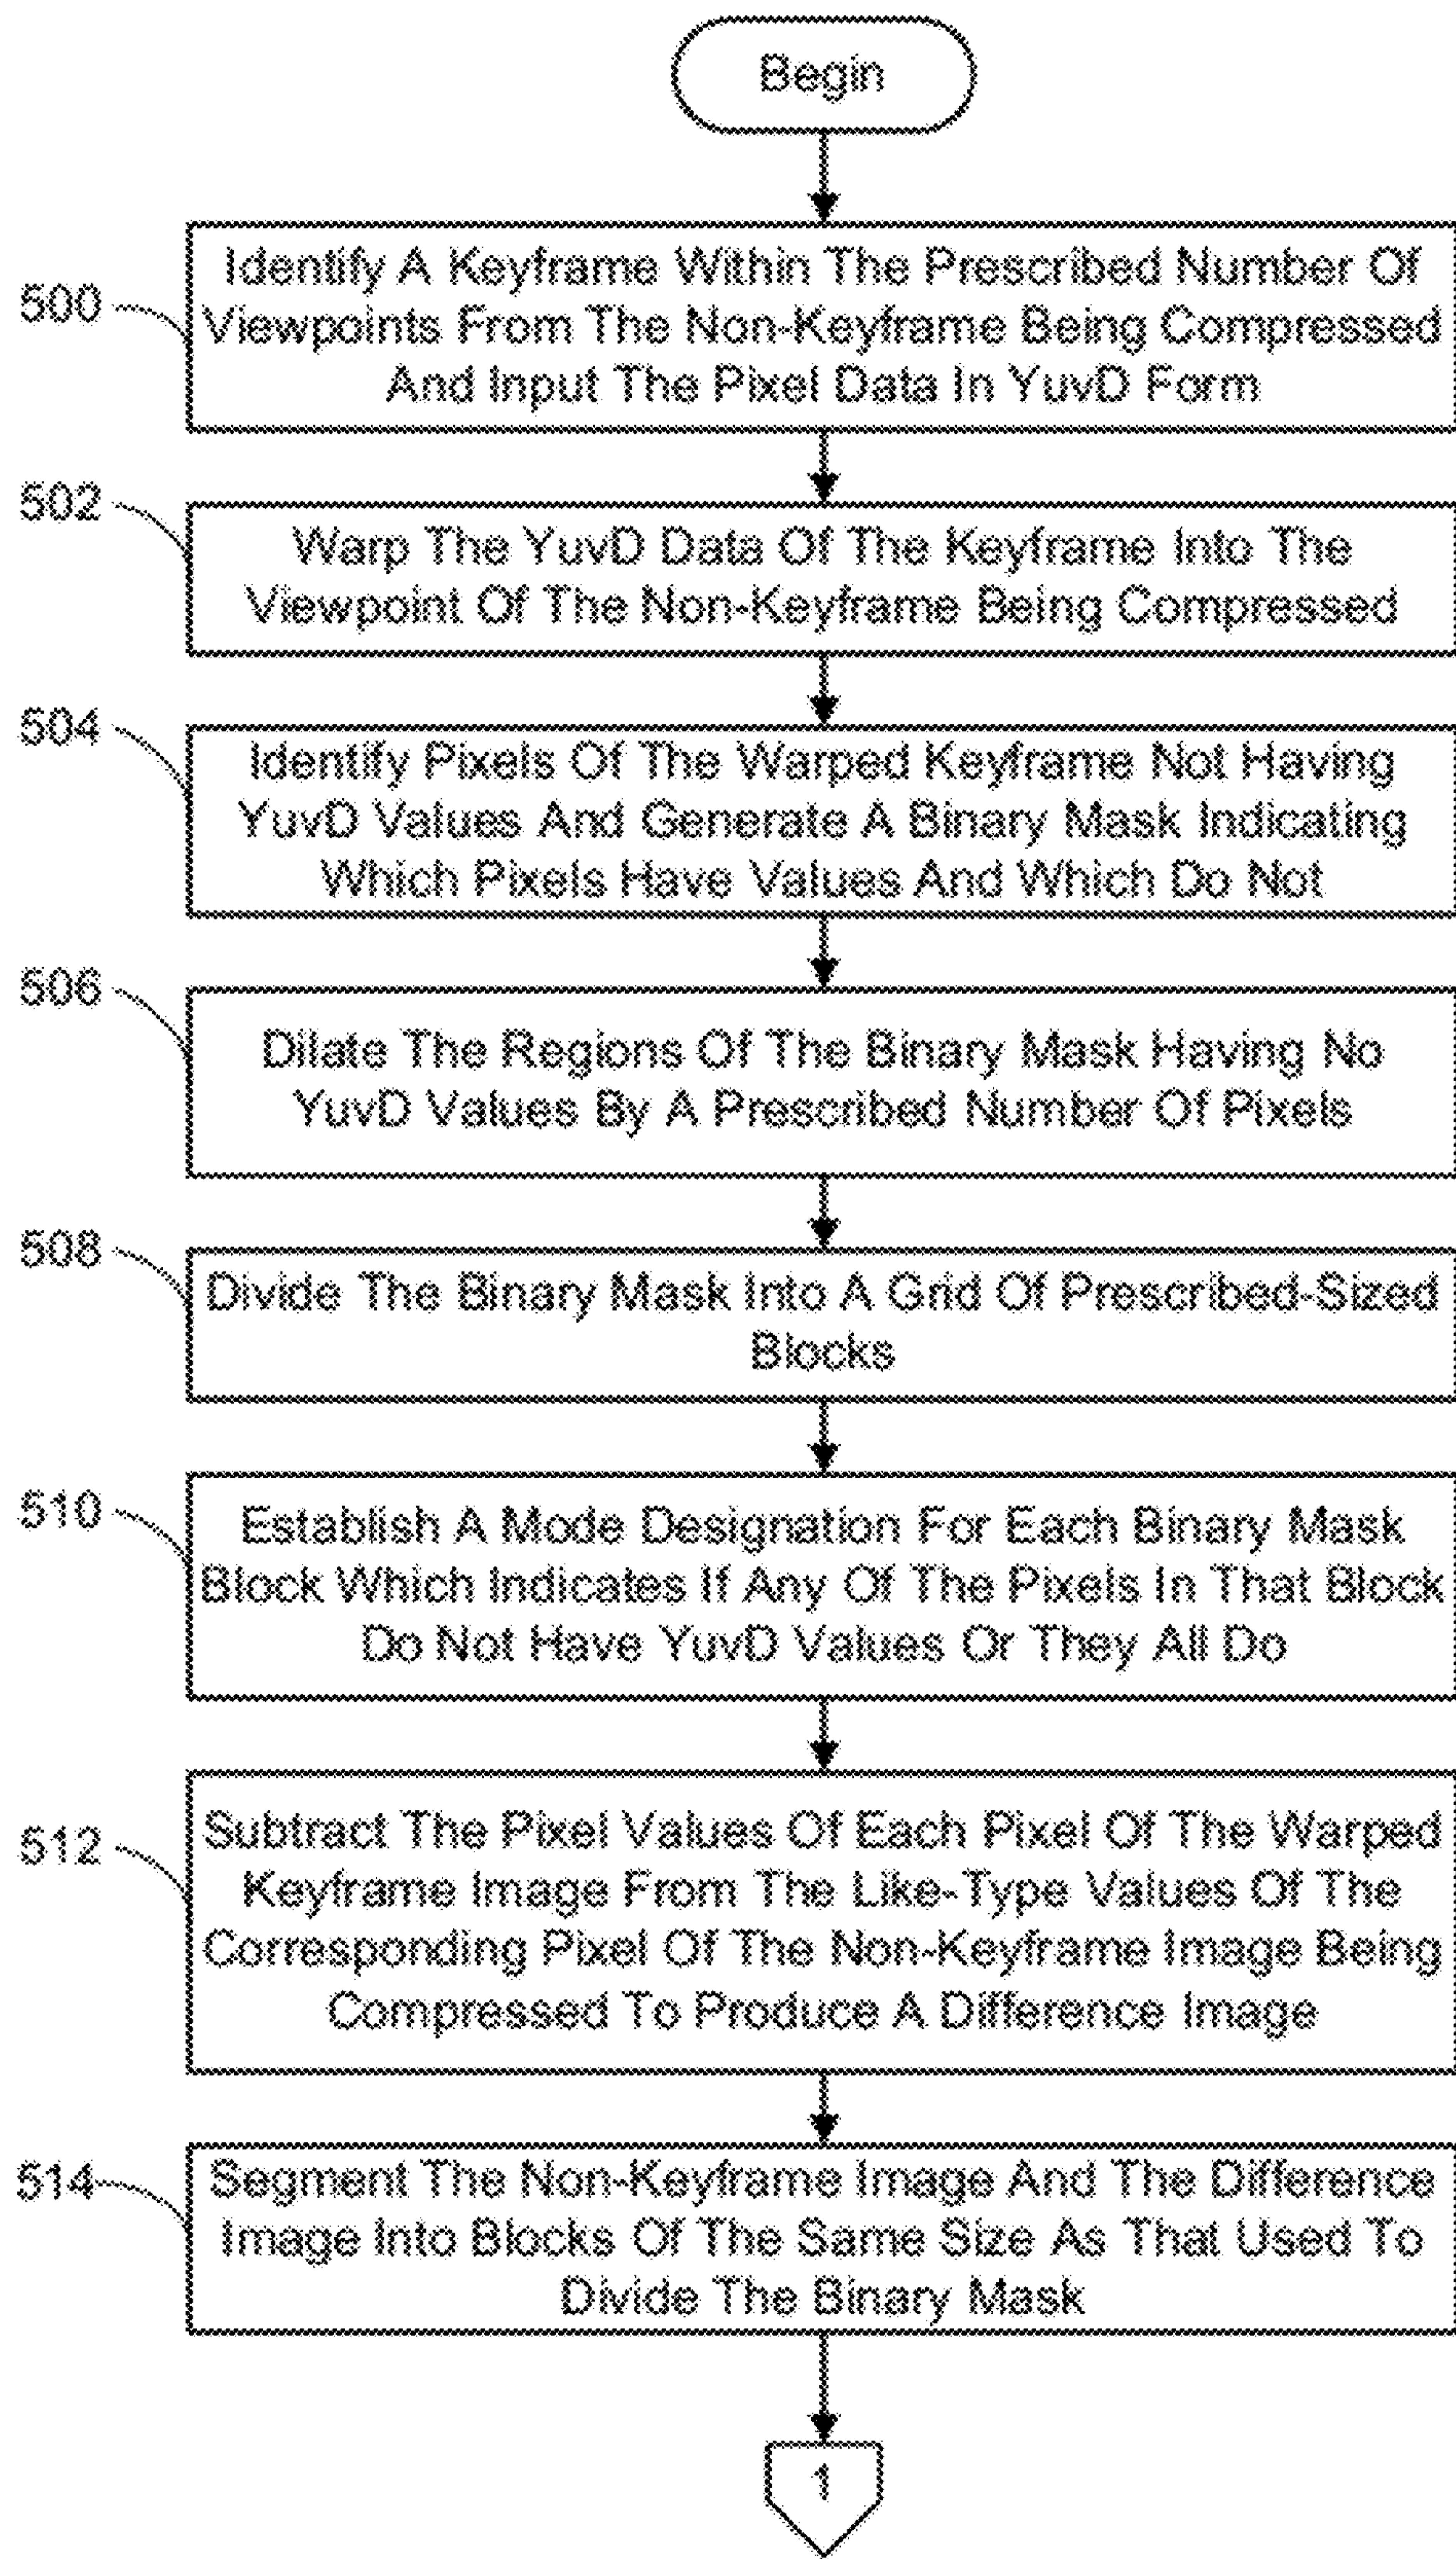 Begin
500
Identify A Keyframe Within The Prescribed Number Of
Viewpoints From The Non-Keyframe Being Compressed
And Input The Pixel Data In YuvD Form
502
Warp The YuvD Data Of The Keyframe Into The
Viewpoint Of The Non-Keyframe Being Compressed
504
Identify Pixels Of The Warped Keyframe Not Having
YuvD Values And Generate A Binary Mask Indicating
Which Pixels Have Values And Which Do Not
506
Dilate The Regions Of The Binary Mask Having No
YuvD Values By A Prescribed Number Of Pixels
508
Divide The Binary Mask Into A Grid Of Prescribed-Sized
Blocks
510
Establish A Mode Designation For Each Binary Mask
Block Which Indicates If Any Of The Pixels In That Block
Do Not Have YuvD Values Or They All Do
512
Subtract The Pixel Values Of Each Pixel Of The Warped
Keyframe Image From The Like-Type Values Of The
Corresponding Pixel Of The Non-Keyframe Image Being
Compressed To Produce A Difference Image
514
Segment The Non-Keyframe Image And The Difference
Image Into Blocks Of The Same Size As That Used To
Divide The Binary Mask
1